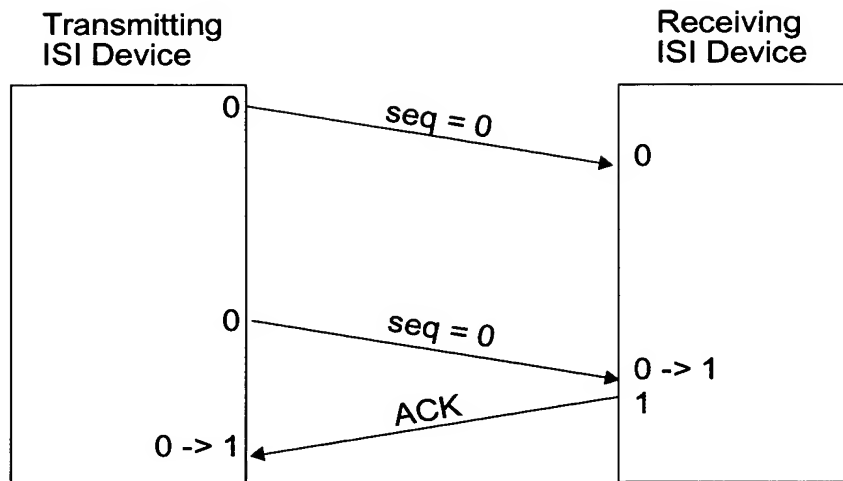 Transmitting
ISI Device
Receiving
ISI Device
0
seq = 0
0
0
seq = 0
0 -> 1
1
ACK
0 -> 1